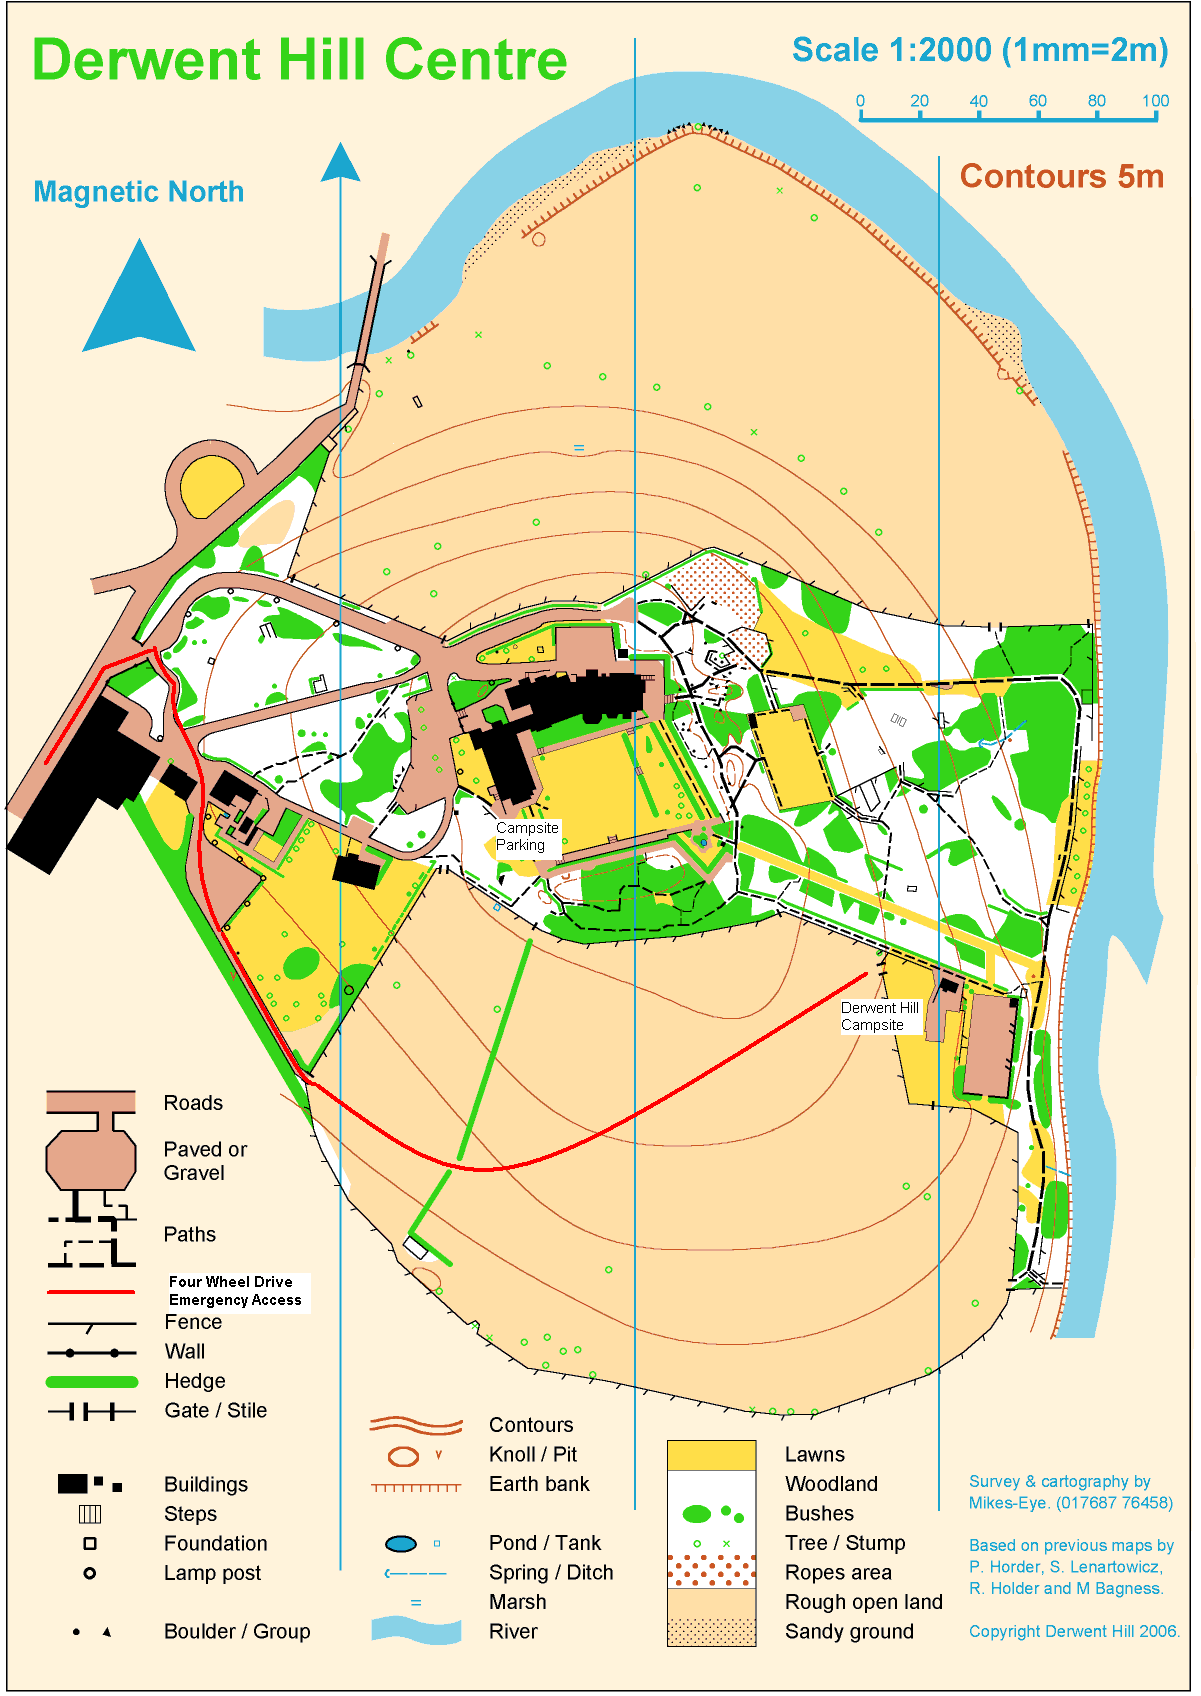 Derwent Hill Centre
Scale 1:2000 (1mm=2m)
0 20 40 60 80 100
Contours 5m
Magnetic North
Campsite
Parking
Derwent Hill
Campsite
Roads
Paved or
Gravel
Paths
Four Wheel Drive
Emergency Access
Fence
Wall
Hedge
Gate / Stile
Buildings
Steps
Foundation
Lamp post
Boulder / Group
Contours
Knoll / Pit
Earth bank
Pond / Tank
Spring / Ditch
Marsh
River
Lawns
Woodland
Bushes
Tree / Stump
Ropes area
Rough open land
Sandy ground
Survey & cartography by
Mikes-Eye. (017687 76458)
Based on previous maps by
P. Horder, S. Lenartowicz,
R. Holder and M Bagness.
Copyright Derwent Hill 2006.